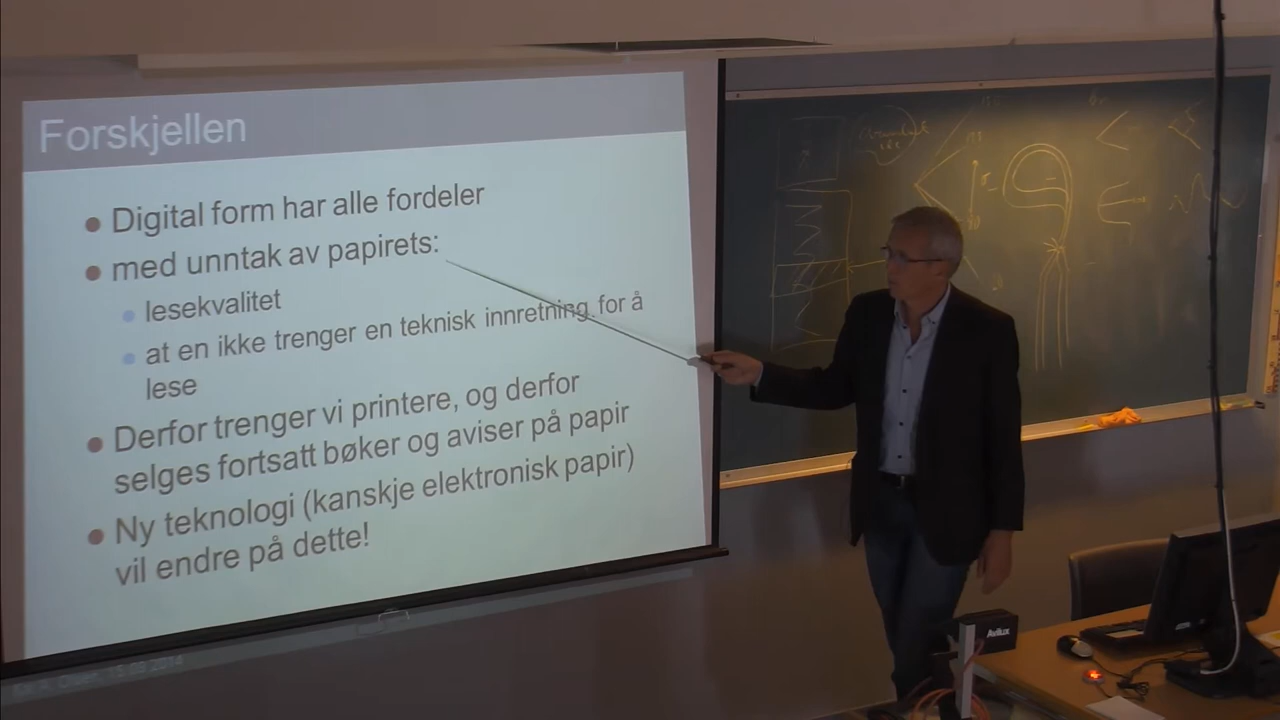 Forskjellen
Digital form har alle fordeler
med unntak av papirets:
lesekvalitet
at en ikke trenger en teknisk innretning for å
lese
Derfor trenger vi printere, og derfor
selges fortsatt bøker og aviser på papir
Ny teknologi (kanskje elektronisk papir)
vil endre på dette!